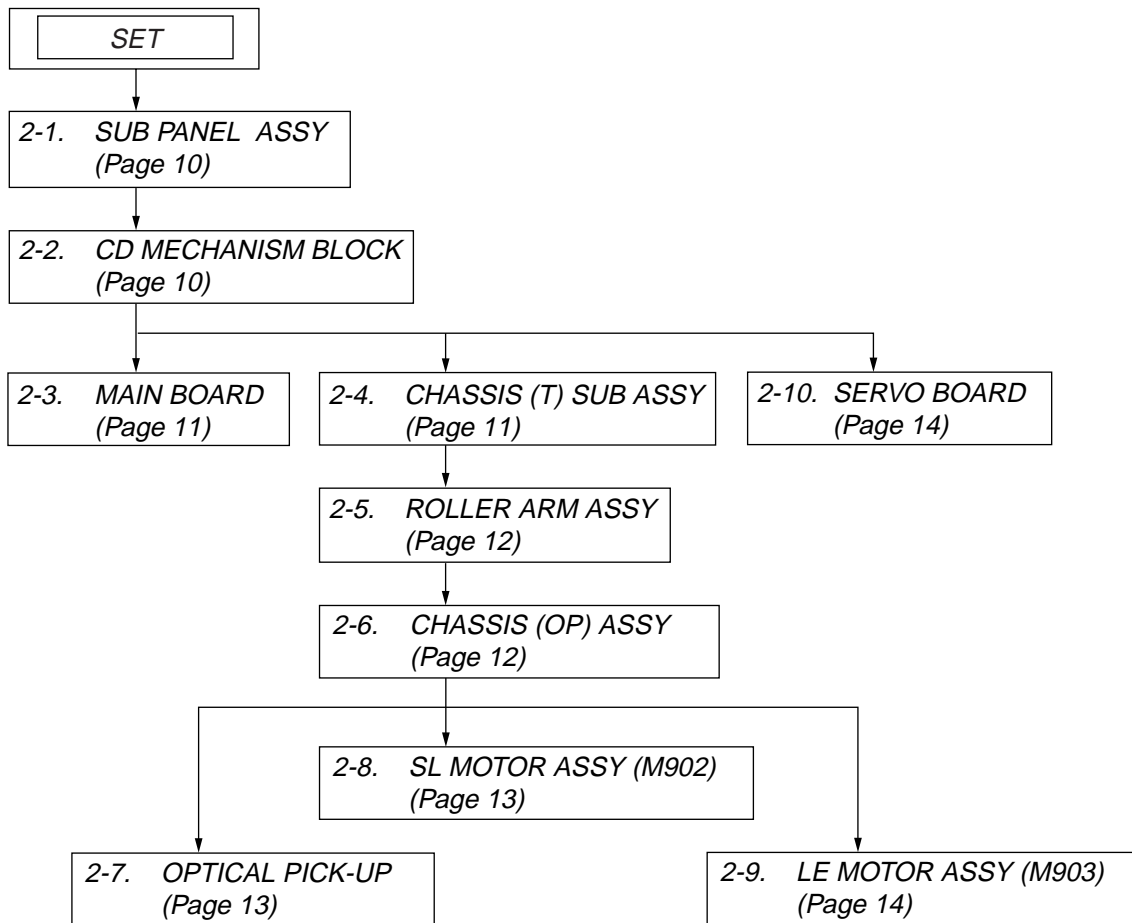 SET
2-1. SUB PANEL ASSY
(Page 10)
2-2. CD MECHANISM BLOCK
(Page 10)
2-3. MAIN BOARD
(Page 11)
2-4. CHASSIS (T) SUB ASSY
(Page 11)
2-10. SERVO BOARD
(Page 14)
2-5. ROLLER ARM ASSY
(Page 12)
2-6. CHASSIS (OP) ASSY
(Page 12)
2-8. SL MOTOR ASSY (M902)
(Page 13)
2-7. OPTICAL PICK-UP
(Page 13)
2-9. LE MOTOR ASSY (M903)
(Page 14)